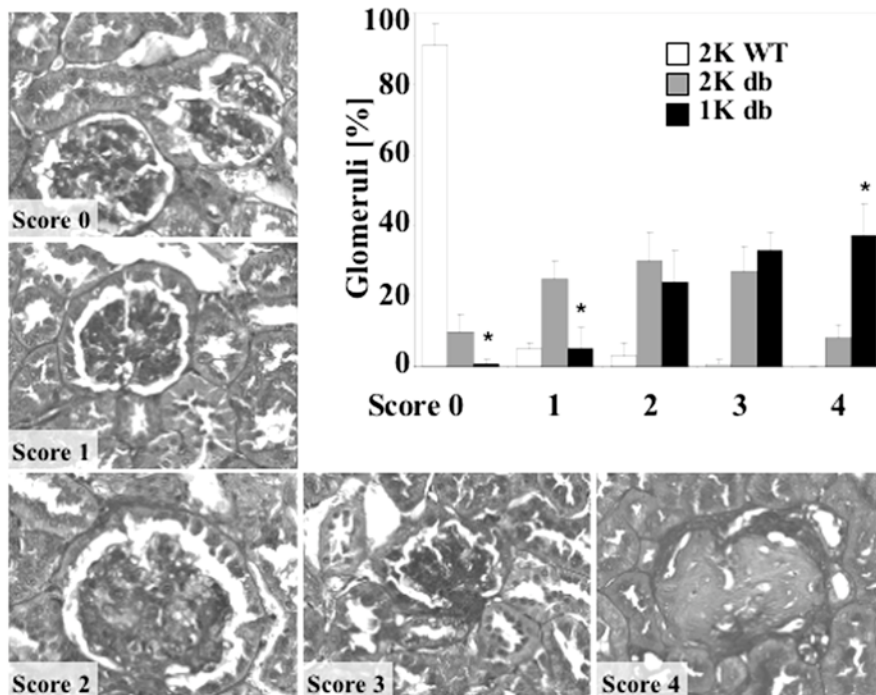 Score 0
Score 1
Score 2
Score 3
Score 4
Glomeruli [%]
100
80
60
40
20
0
2K WT
2K db
1K db
*
*
*
Score 0
1
2
3
4